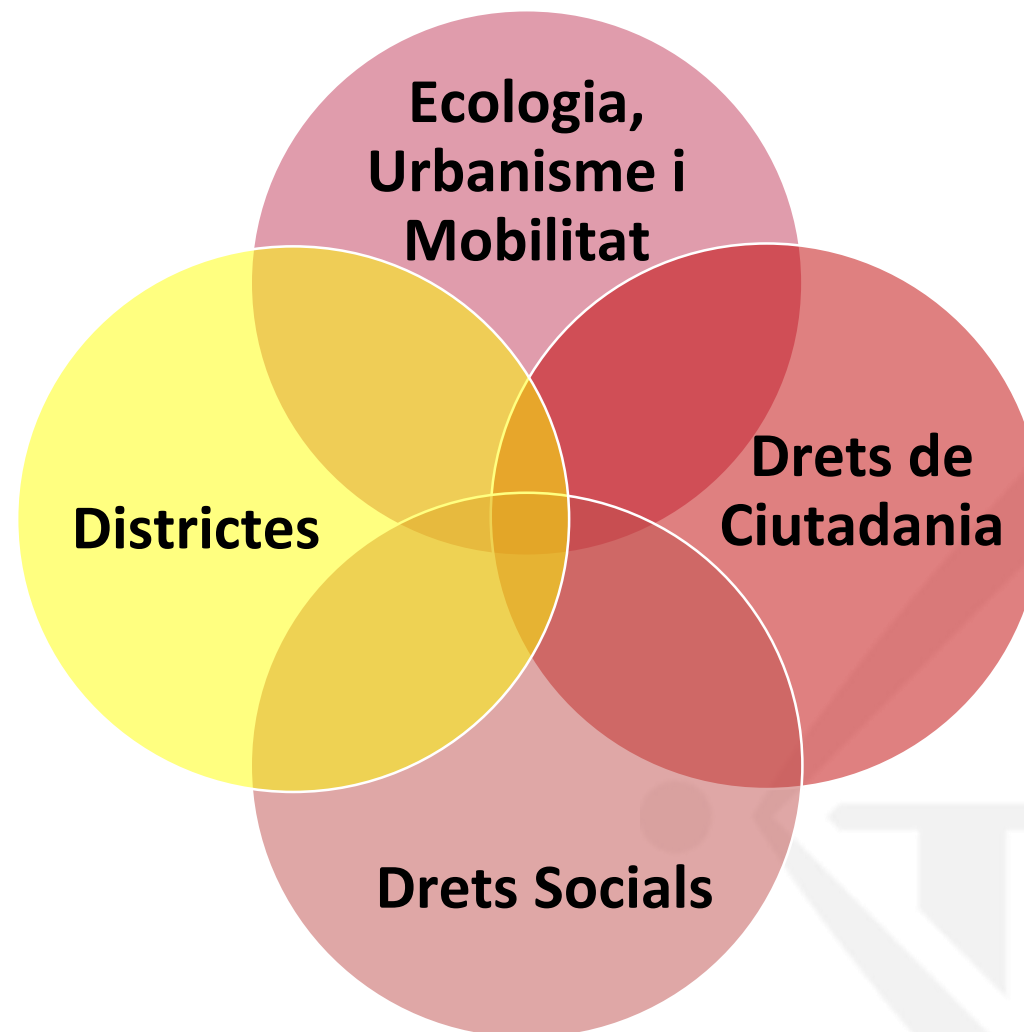 Ecologia,
Urbanisme i
Mobilitat
Drets de
Ciutadania
Districtes
Drets Socials